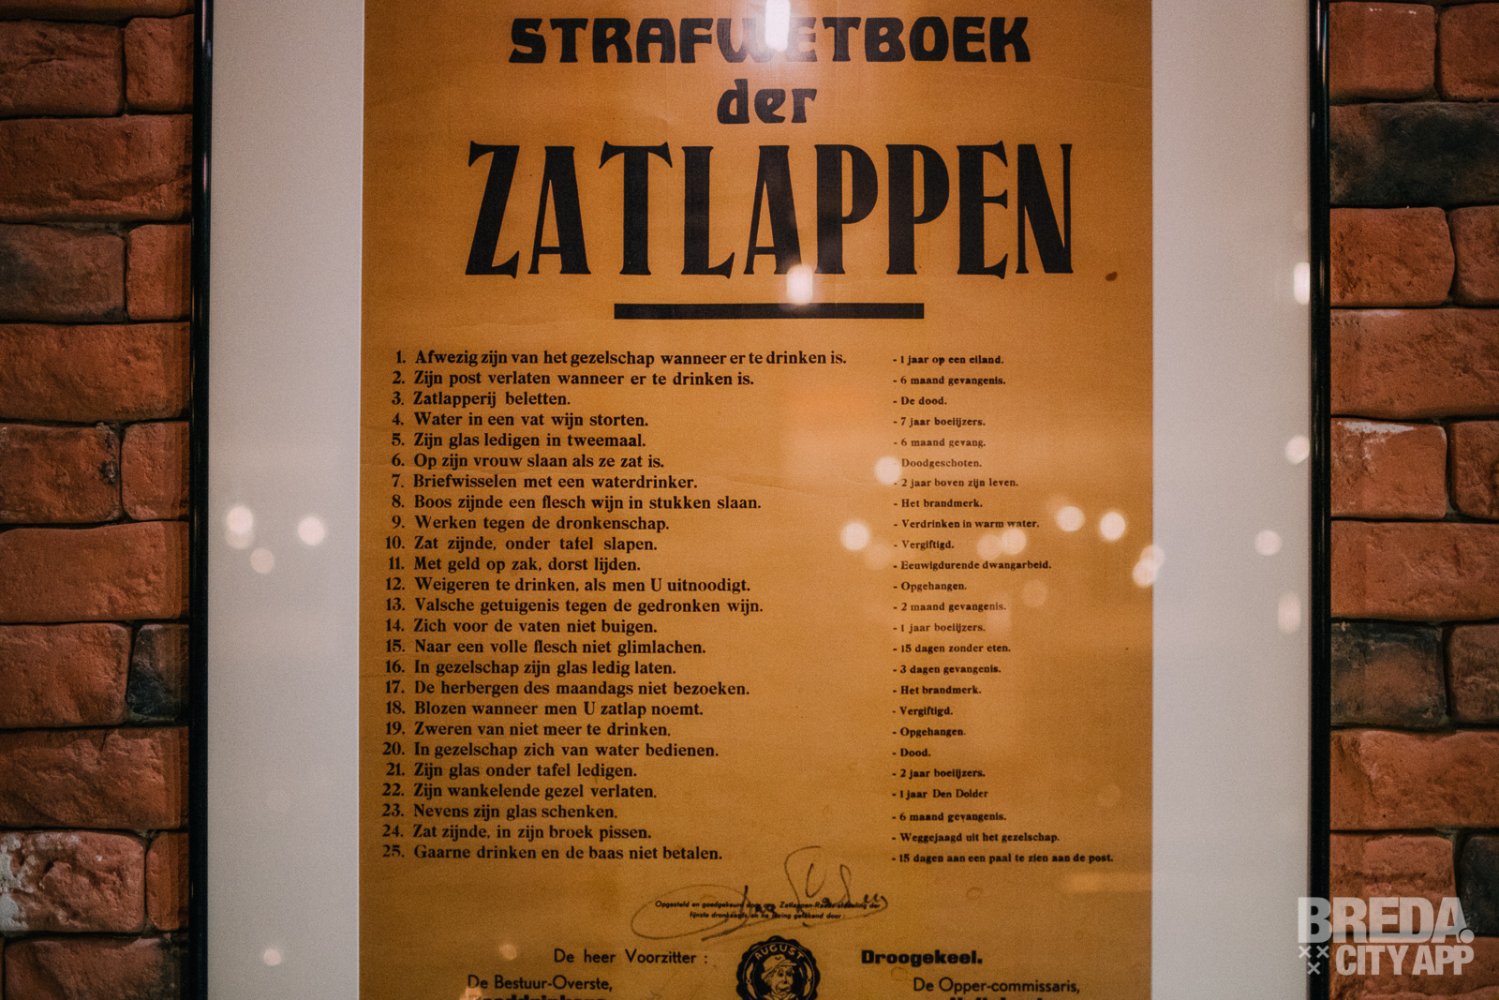 STRAFWETBOEK
der
ZATLAPPEN
1. Afwezig zijn van het gezelschap wanneer er te drinken is. - 1 jaar op een eiland.
2. Zijn post verlaten wanneer er te drinken is. - 6 maand gevangenis.
3. Zatlapperij beletten. - De dood.
4. Water in een vat wijn storten. - 7 jaar boeiijzers.
5. Zijn glas ledigen in tweemaal. - 6 maand gevang.
6. Op zijn vrouw slaan als ze zat is. - Doodgeschoten.
7. Briefwisselen met een waterdrinker. - 2 jaar boven zijn leven.
8. Boos zijnde een flesch wijn in stukken slaan. - Het brandmerk.
9. Werken tegen de dronkenschap. - Verdrinken in warm water.
10. Zat zijnde, onder tafel slapen. - Vergiftigd.
11. Met geld op zak, dorst lijden. - Eeuwigdurende dwangarbeid.
12. Weigeren te drinken, als men U uitnoodigt. - Opgehangen.
13. Valsche getuigenis tegen de gedronken wijn. - 2 maand gevangenis.
14. Zich voor de vaten niet buigen. - 1 jaar boeiijzers.
15. Naar een volle flesch niet glimlachen. - 15 dagen zonder eten.
16. In gezelschap zijn glas ledig laten. - 3 dagen gevangenis.
17. De herbergen des maandags niet bezoeken. - Het brandmerk.
18. Blozen wanneer men U zatlap noemt. - Vergiftigd.
19. Zweren van niet meer te drinken. - Opgehangen.
20. In gezelschap zich van water bedienen. - Dood.
21. Zijn glas onder tafel ledigen. - 2 jaar boeiijzers.
22. Zijn wankelende gezel verlaten. - 1 jaar Den Dolder
23. Nevens zijn glas schenken. - 6 maand gevangenis.
24. Zat zijnde, in zijn broek pissen. - Weggejaagd uit het gezelschap.
25. Gaarne drinken en de baas niet betalen. - 15 dagen aan een paal te zien aan de post.
Opgesteld en goedgekeurd door
fijnste dronkaards
De heer Voorzitter : Droogekeel.
AUGUST
De Bestuur-Overste, De Opper-commissaris,
BREDA.
CITY APP